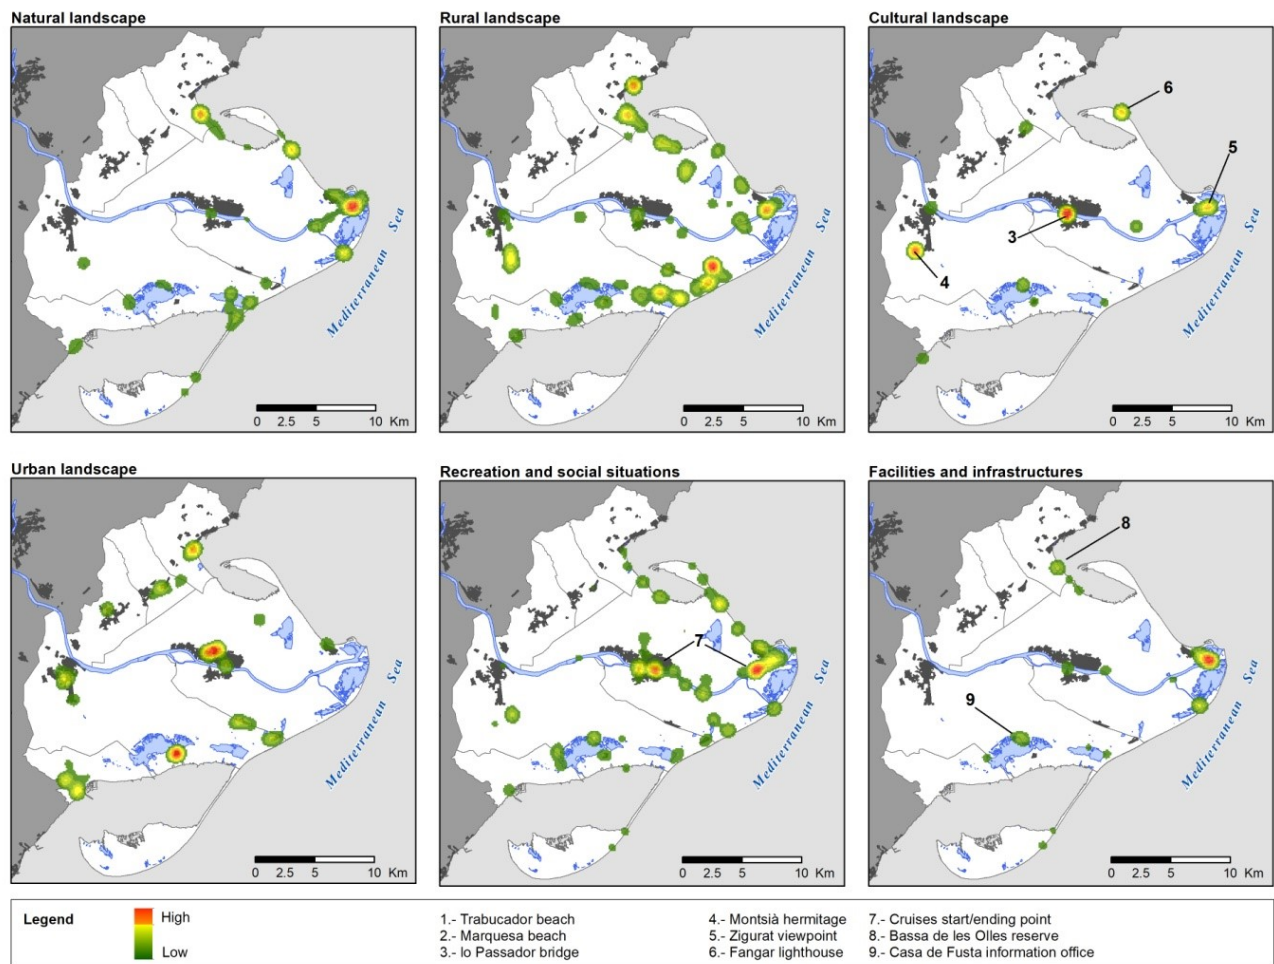 Natural landscape
Rural landscape
Cultural landscape
Mediterranean Sea
0 2.5 5 10 Km
Mediterranean Sea
0 2.5 5 10 Km
6
5
3
4
Mediterranean Sea
0 2.5 5 10 Km
Urban landscape
Recreation and social situations
Facilities and infrastructures
Mediterranean Sea
0 2.5 5 10 Km
7
Mediterranean Sea
0 2.5 5 10 Km
8
9
Mediterranean Sea
0 2.5 5 10 Km
Legend
High
Low
1.- Trabucador beach
2.- Marquesa beach
3.- lo Passador bridge
4.- Montsià hermitage
5.- Zigurat viewpoint
6.- Fangar lighthouse
7.- Cruises start/ending point
8.- Bassa de les Olles reserve
9.- Casa de Fusta information office